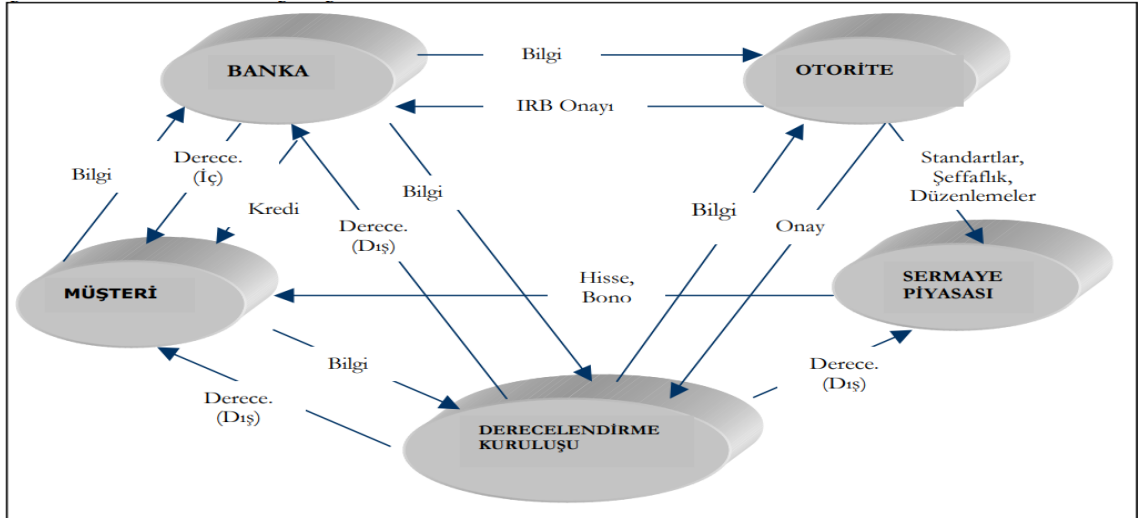 BANKA
Bilgi
OTORİTE
IRB Onayı
Bilgi
Derece.
(İç)
Kredi
Bilgi
Derece.
(Dış)
Bilgi
Onay
Standartlar,
Şeffaflık,
Düzenlemeler
MÜŞTERİ
Hisse,
Bono
SERMAYE
PİYASASI
Bilgi
Derece.
(Dış)
Derece.
(Dış)
DERECELENDİRME
KURULUŞU